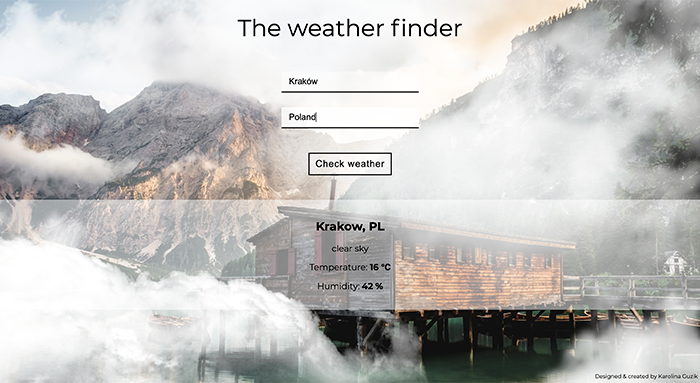 The weather finder
Kraków
Poland
Check weather
Krakow, PL
clear sky
Temperature: 16 °C
Humidity: 42 %
Designed & created by Karolina Guzik